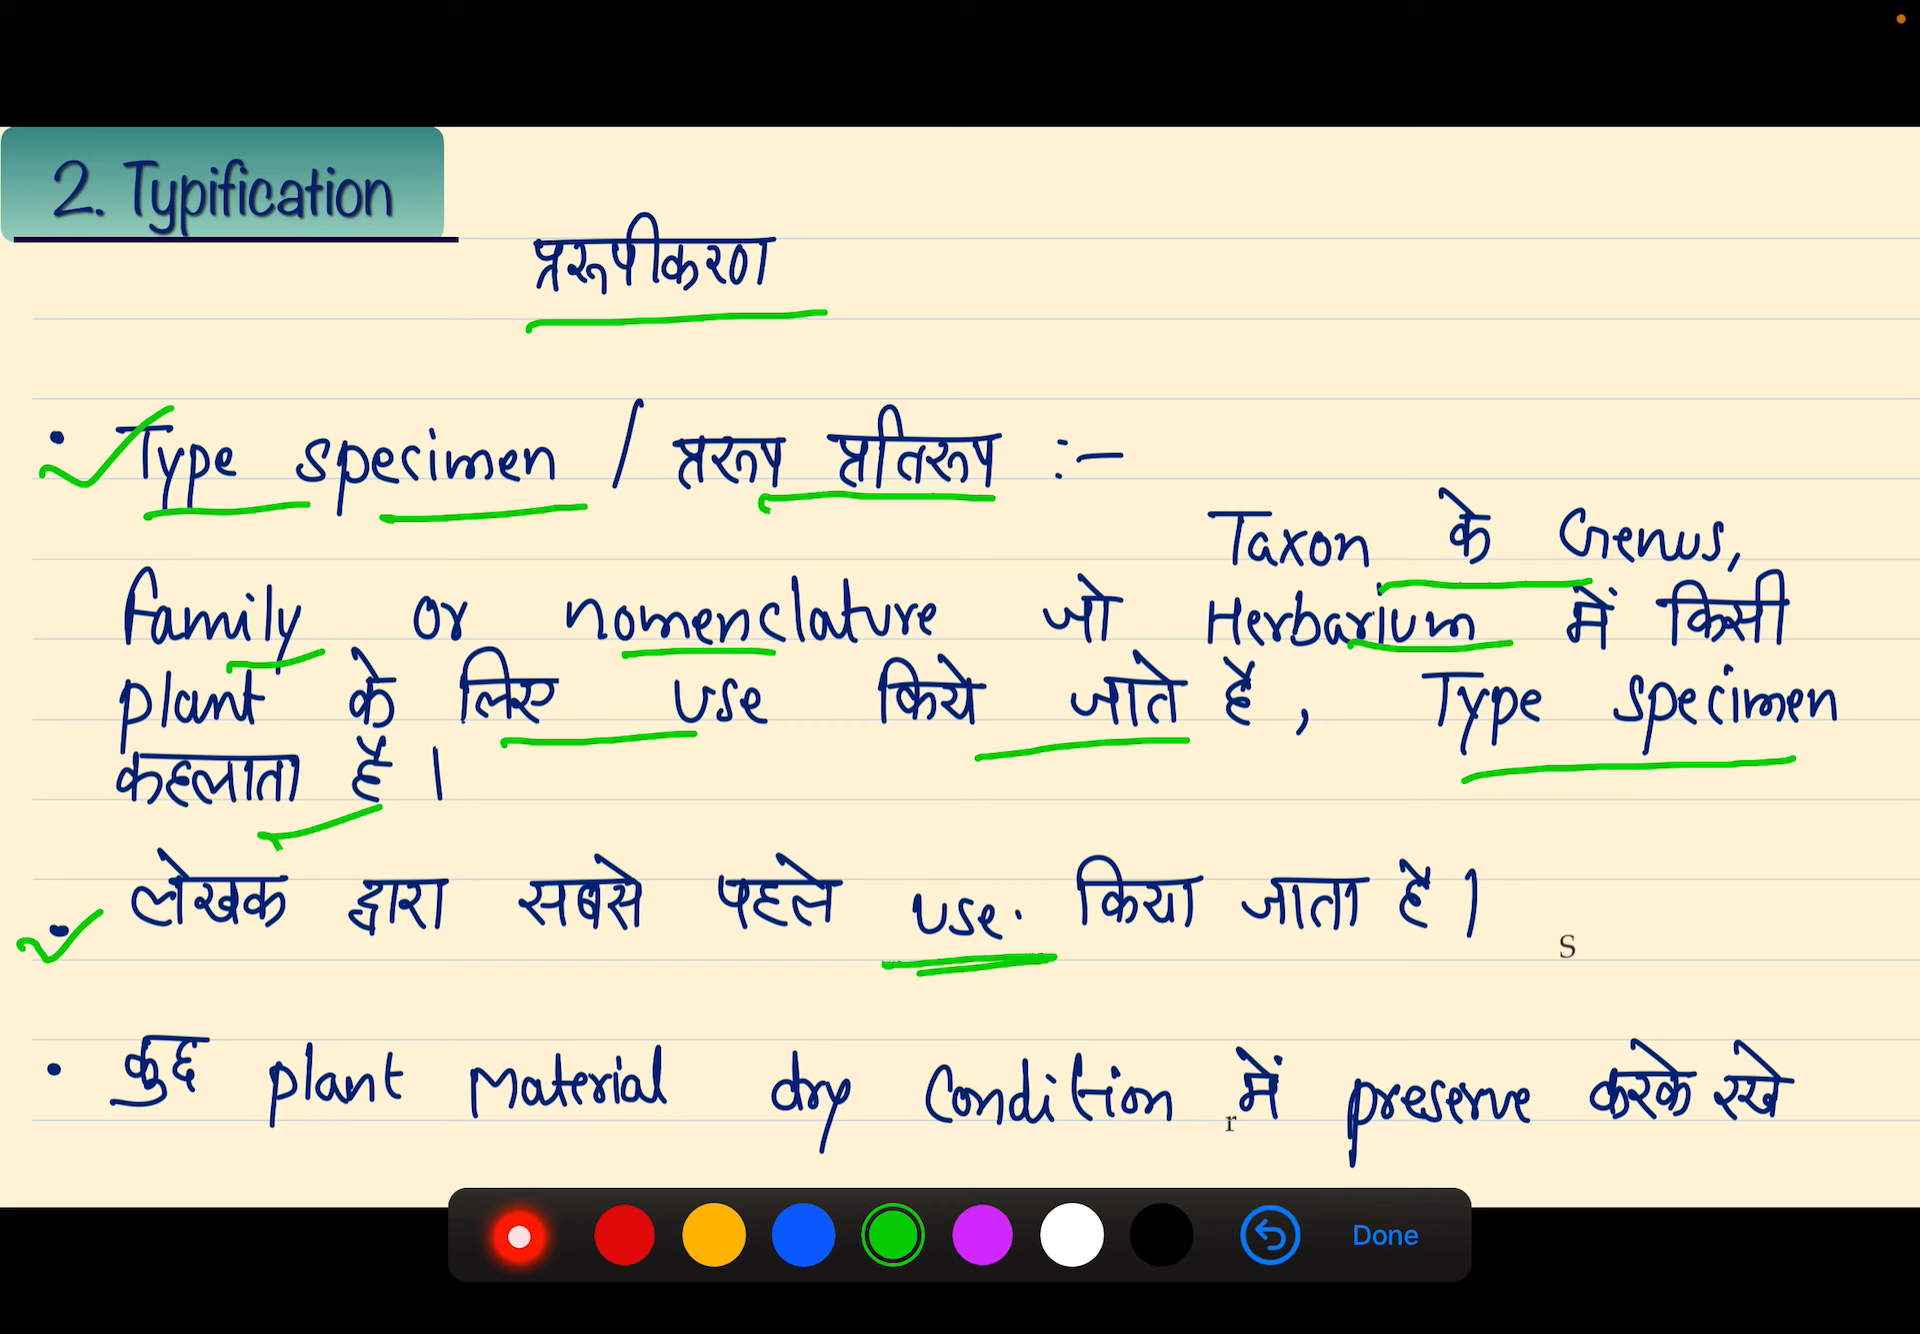 2. Typification
प्ररूपीकरण
• Type specimen / प्ररूप प्रतिरूप :-
Taxon के Genus,
family or nomenclature जो Herbarium में किसी
plant के लिए use किये जाते है, Type specimen
कहलाता है ।
• लेखक द्वारा सबसे पहले use. किया जाता है ।
S
• कुछ plant Material dry Condition में preserve करके रखे
r
Done